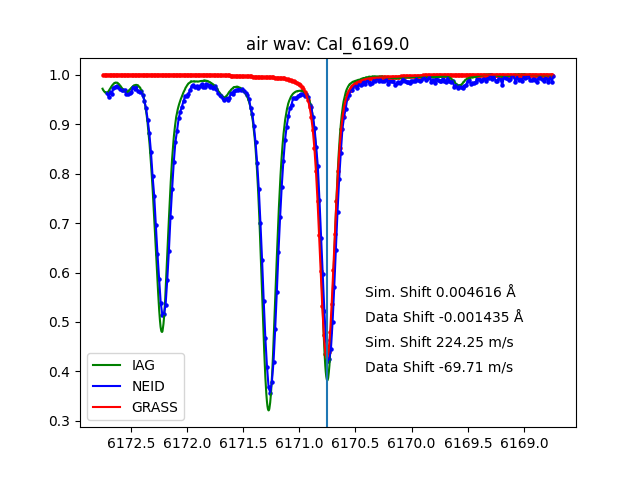 air wav: Cal_6169.0
1.0
0.9
0.8
0.7
0.6
0.5
0.4
0.3
Sim. Shift 0.004616 Å
Data Shift -0.001435 Å
Sim. Shift 224.25 m/s
Data Shift -69.71 m/s
IAG
NEID
GRASS
6172.5 6172.0 6171.5 6171.0 6170.5 6170.0 6169.5 6169.0